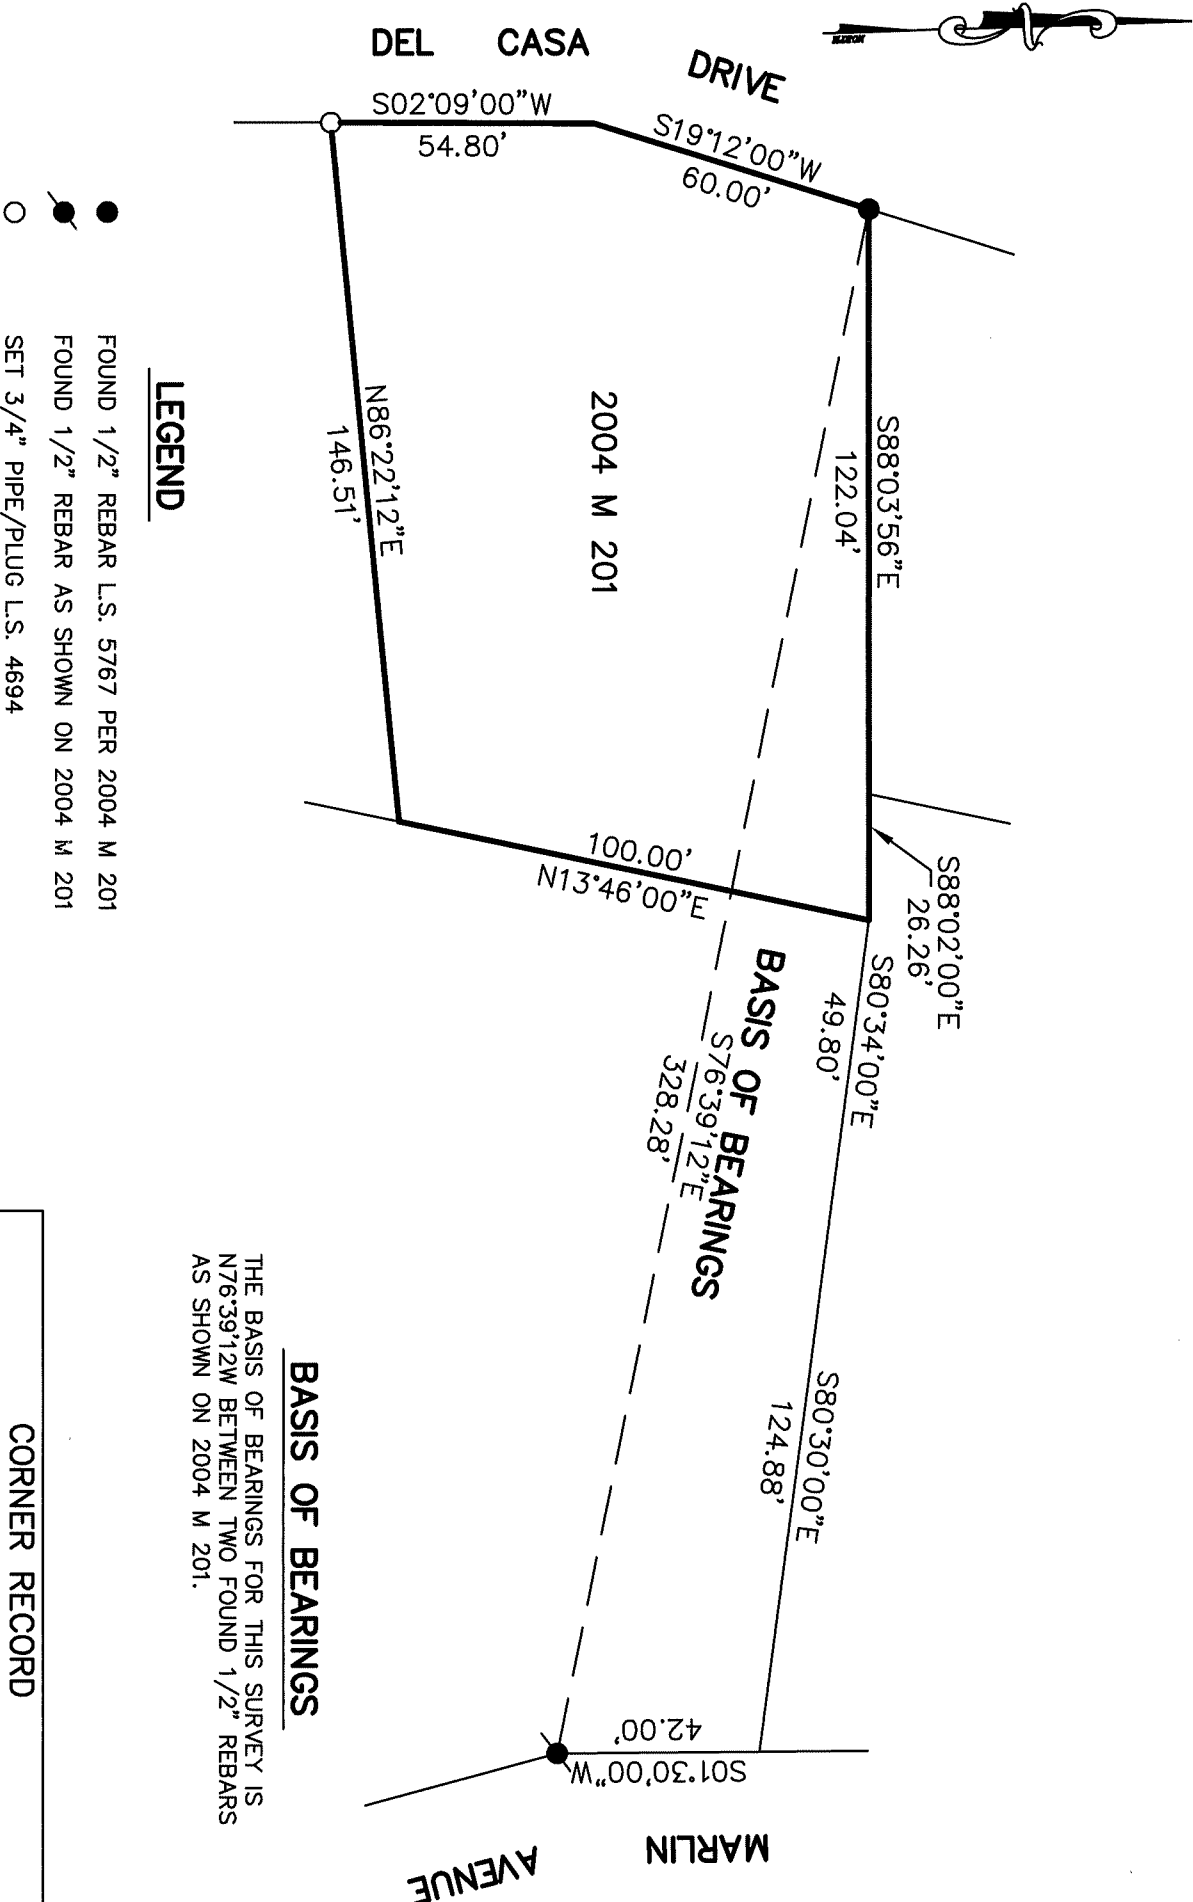 NORTH
DEL CASA
DRIVE
S02°09'00"W
54.80'
S19°12'00"W
60.00'
S88°03'56"E
122.04'
2004 M 201
N86°22'12"E
146.51'
S88°02'00"E
26.26'
100.00'
N13°46'00"E
S80°34'00"E
49.80'
BASIS OF BEARINGS
S76°39'12"E
328.28'
S80°30'00"E
124.88'
42.00'
S01°30'00"W
MARLIN
AVENUE
LEGEND
FOUND 1/2" REBAR L.S. 5767 PER 2004 M 201
FOUND 1/2" REBAR AS SHOWN ON 2004 M 201
SET 3/4" PIPE/PLUG L.S. 4694
BASIS OF BEARINGS
THE BASIS OF BEARINGS FOR THIS SURVEY IS
N76°39'12W BETWEEN TWO FOUND 1/2" REBARS
AS SHOWN ON 2004 M 201.
CORNER RECORD